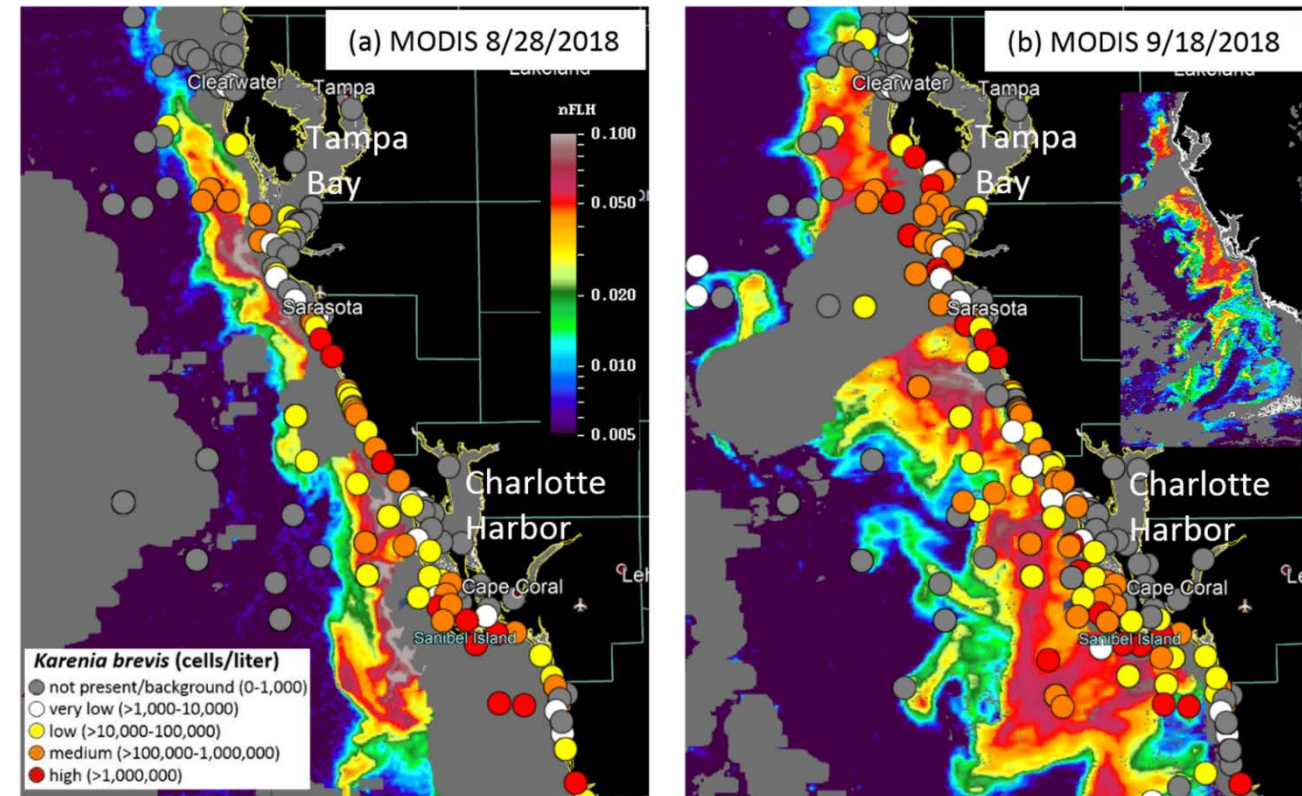 (a) MODIS 8/28/2018
Clearwater
Tampa
Tampa
Bay
nFLH
0.100
0.050
0.020
0.010
0.005
Sarasota
Charlotte
Harbor
Cape Coral
Sanibel Island
Karenia brevis (cells/liter)
not present/background (0-1,000)
very low (>1,000-10,000)
low (>10,000-100,000)
medium (>100,000-1,000,000)
high (>1,000,000)
Leh
(b) MODIS 9/18/2018
Lakeland
Clearwater
Tampa
Tampa
Bay
Sarasota
Charlotte
Harbor
Cape Coral
Sanibel Island
Le